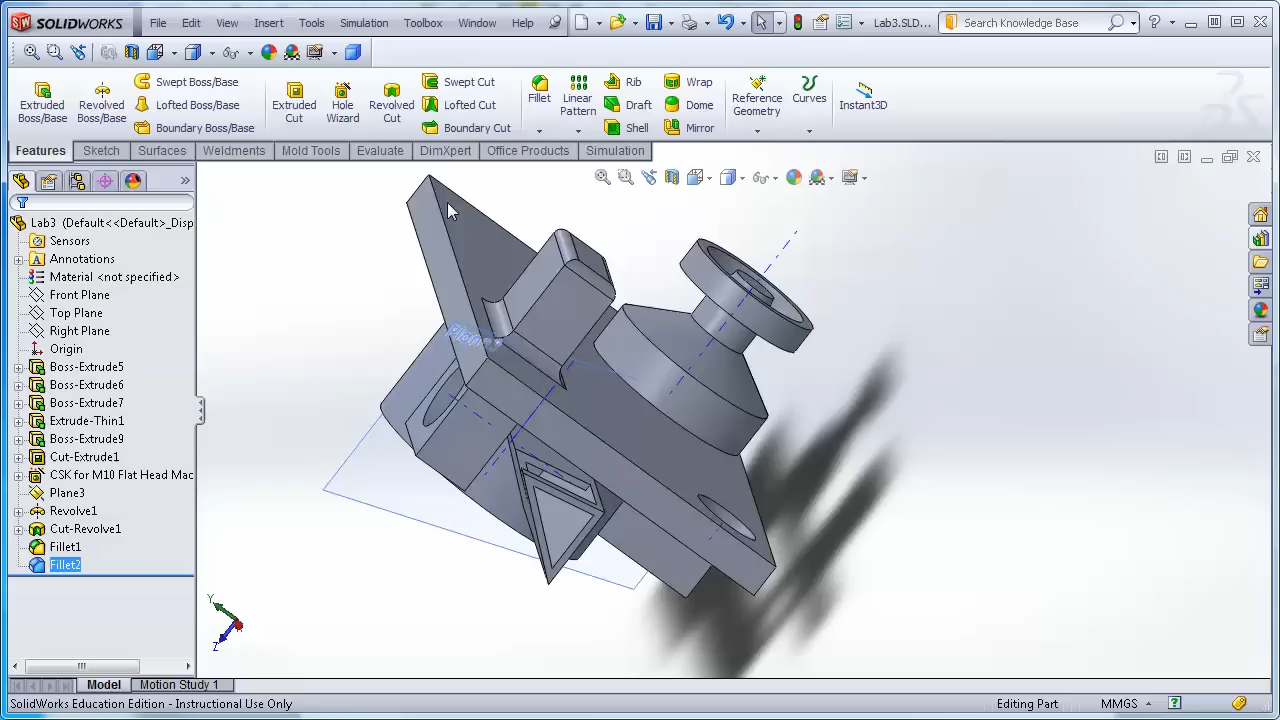 SOLIDWORKS File Edit View Insert Tools Simulation Toolbox Window Help Lab3.SLD... Search Knowledge Base
Extruded Boss/Base
Revolved Boss/Base
Swept Boss/Base
Lofted Boss/Base
Boundary Boss/Base
Extruded Cut
Hole Wizard
Revolved Cut
Swept Cut
Lofted Cut
Boundary Cut
Fillet
Linear Pattern
Rib
Draft
Shell
Wrap
Dome
Mirror
Reference Geometry
Curves
Instant3D
Features Sketch Surfaces Weldments Mold Tools Evaluate DimXpert Office Products Simulation
Lab3 (Default<<Default>_Disp
Sensors
Annotations
Material <not specified>
Front Plane
Top Plane
Right Plane
Origin
Boss-Extrude5
Boss-Extrude6
Boss-Extrude7
Extrude-Thin1
Boss-Extrude9
Cut-Extrude1
CSK for M10 Flat Head Mac
Plane3
Revolve1
Cut-Revolve1
Fillet1
Fillet2
Plane3
Y
Z
Model Motion Study 1
SolidWorks Education Edition - Instructional Use Only Editing Part MMGS